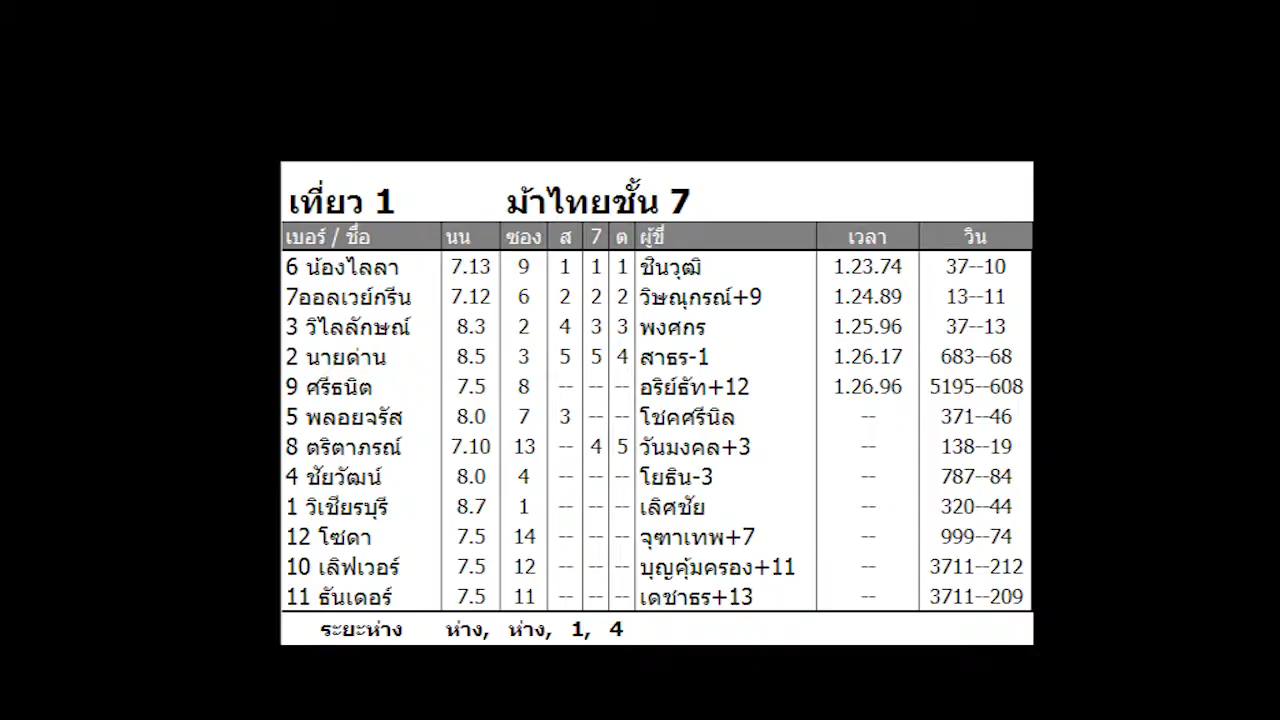 เที่ยว 1 ม้าไทยชั้น 7
เบอร์ / ชื่อ นน ซอง ส 7 ต ผู้ขี่ เวลา วิน
6 น้องไลลา 7.13 9 1 1 1 ชินวุฒิ 1.23.74 37--10
7ออลเวย์กรีน 7.12 6 2 2 2 วิษณุกรณ์+9 1.24.89 13--11
3 วิไลลักษณ์ 8.3 2 4 3 3 พงศกร 1.25.96 37--13
2 นายด่าน 8.5 3 5 5 4 สาธร-1 1.26.17 683--68
9 ศรีธนิต 7.5 8 -- -- -- อริย์ธัท+12 1.26.96 5195--608
5 พลอยจรัส 8.0 7 3 -- -- โชคศรีนิล -- 371--46
8 ตริตาภรณ์ 7.10 13 -- 4 5 วันมงคล+3 -- 138--19
4 ชัยวัฒน์ 8.0 4 -- -- -- โยธิน-3 -- 787--84
1 วิเชียรบุรี 8.7 1 -- -- -- เลิศชัย -- 320--44
12 โซดา 7.5 14 -- -- -- จุฑาเทพ+7 -- 999--74
10 เลิฟเวอร์ 7.5 12 -- -- -- บุญคุ้มครอง+11 -- 3711--212
11 ธันเดอร์ 7.5 11 -- -- -- เดชาธร+13 -- 3711--209
ระยะห่าง ห่าง, ห่าง, 1, 4